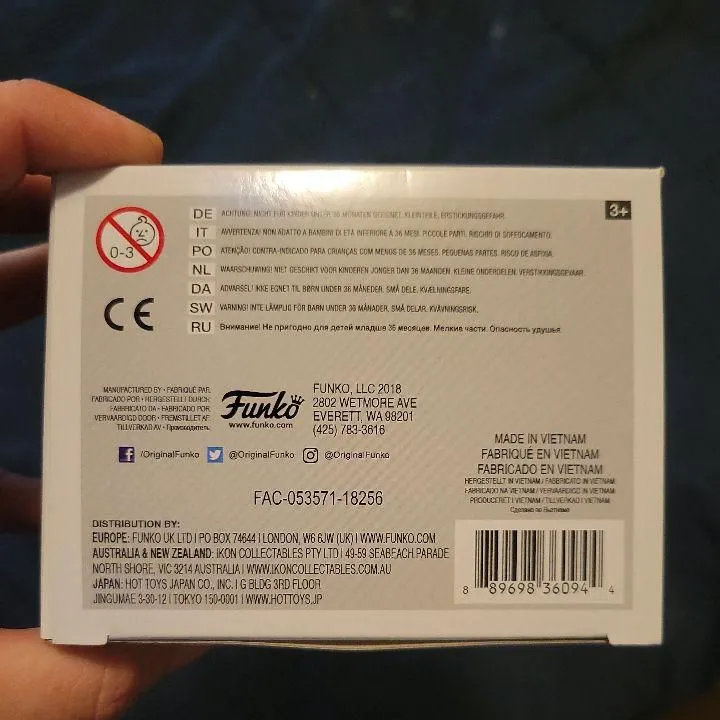 0-3
3+
DE ACHTUNG! NICHT FÜR KINDER UNTER 36 MONATEN GEEIGNET. KLEINTEILE, ERSTICKUNGSGEFAHR.
IT AVVERTENZA! NON ADATTO A BAMBINI DI ETÀ INFERIORE A 36 MESI. PICCOLE PARTI. RISCHIO DI SOFFOCAMENTO.
PO ATENÇÃO! CONTRA-INDICADO PARA CRIANÇAS COM MENOS DE 36 MESES. PEQUENAS PARTES. RISCO DE ASFIXIA.
NL WAARSCHUWING! NIET GESCHIKT VOOR KINDEREN JONGER DAN 36 MAANDEN. KLEINE ONDERDELEN. VERSTIKKINGSGEVAAR.
DA ADVARSEL! IKKE EGNET TIL BØRN UNDER 36 MÅNEDER. SMÅ DELE. KVÆLNINGSFARE.
SW VARNING! INTE LÄMPLIG FÖR BARN UNDER 36 MÅNADER. SMÅ DELAR. KVÄVNINGSRISK.
RU Внимание! Не пригодно для детей младше 36 месяцев. Мелкие части. Опасность удушья.
CE
MANUFACTURED BY • FABRIQUÉ PAR
FABRICADO POR • HERGESTELLT DURCH:
FABBRICATO DA • FABRICADO POR
VERVAARDIGD DOOR • FREMSTILLET AF
TILLVERKAD AV • Производитель:
Funko
www.funko.com
FUNKO, LLC 2018
2802 WETMORE AVE
EVERETT, WA 98201
(425) 783-3616
f /OriginalFunko @OriginalFunko @OriginalFunko
FAC-053571-18256
MADE IN VIETNAM
FABRIQUÉ EN VIETNAM
FABRICADO EN VIETNAM
HERGESTELLT IN VIETNAM / FABBRICATO IN VIETNAM
FABRICADO NA VIETNAM / VERVAARDIGD IN VIETNAM
PRODUCERET I VIETNAM / TILLVERKAD I VIETNAM
Сделано во Вьетнаме
DISTRIBUTION BY:
EUROPE: FUNKO UK LTD | PO BOX 74644 | LONDON, W6 6JW (UK) | WWW.FUNKO.COM
AUSTRALIA & NEW ZEALAND: IKON COLLECTABLES PTY LTD | 49-59 SEABEACH PARADE
NORTH SHORE, VIC 3214 AUSTRALIA | WWW.IKONCOLLECTABLES.COM.AU
JAPAN: HOT TOYS JAPAN CO., INC. | G BLDG 3RD FLOOR
JINGUMAE 3-30-12 | TOKYO 150-0001 | WWW.HOTTOYS.JP
8 89698 36094 4